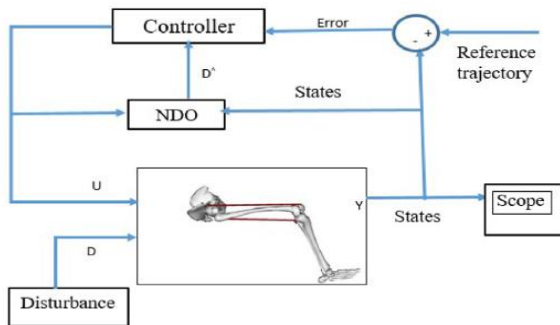 Controller
Error
- +
Reference
trajectory
D^
States
NDO
U
Y
States
Scope
D
Disturbance